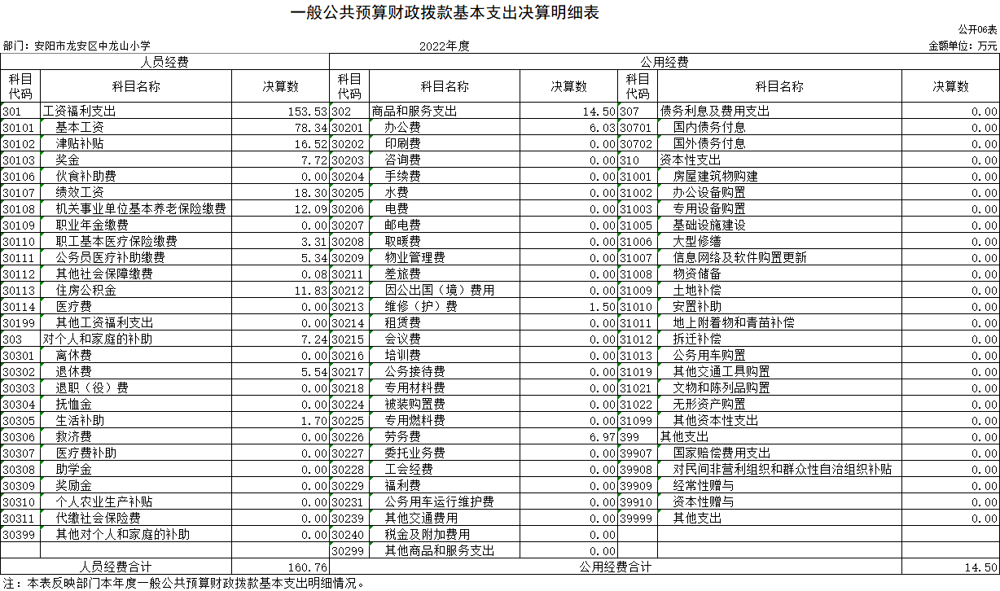 一般公共预算财政拨款基本支出决算明细表
公开06表
部门：安阳市龙安区中龙山小学 2022年度 金额单位：万元
人员经费 公用经费
科目代码 科目名称 决算数 科目代码 科目名称 决算数 科目代码 科目名称 决算数
301 工资福利支出 153.53 302 商品和服务支出 14.50 307 债务利息及费用支出 0.00
30101 基本工资 78.34 30201 办公费 6.03 30701 国内债务付息 0.00
30102 津贴补贴 16.52 30202 印刷费 0.00 30702 国外债务付息 0.00
30103 奖金 7.72 30203 咨询费 0.00 310 资本性支出 0.00
30106 伙食补助费 0.00 30204 手续费 0.00 31001 房屋建筑物购建 0.00
30107 绩效工资 18.30 30205 水费 0.00 31002 办公设备购置 0.00
30108 机关事业单位基本养老保险缴费 12.09 30206 电费 0.00 31003 专用设备购置 0.00
30109 职业年金缴费 0.00 30207 邮电费 0.00 31005 基础设施建设 0.00
30110 职工基本医疗保险缴费 3.31 30208 取暖费 0.00 31006 大型修缮 0.00
30111 公务员医疗补助缴费 5.34 30209 物业管理费 0.00 31007 信息网络及软件购置更新 0.00
30112 其他社会保障缴费 0.08 30211 差旅费 0.00 31008 物资储备 0.00
30113 住房公积金 11.83 30212 因公出国（境）费用 0.00 31009 土地补偿 0.00
30114 医疗费 0.00 30213 维修（护）费 1.50 31010 安置补助 0.00
30199 其他工资福利支出 0.00 30214 租赁费 0.00 31011 地上附着物和青苗补偿 0.00
303 对个人和家庭的补助 7.24 30215 会议费 0.00 31012 拆迁补偿 0.00
30301 离休费 0.00 30216 培训费 0.00 31013 公务用车购置 0.00
30302 退休费 5.54 30217 公务接待费 0.00 31019 其他交通工具购置 0.00
30303 退职（役）费 0.00 30218 专用材料费 0.00 31021 文物和陈列品购置 0.00
30304 抚恤金 0.00 30224 被装购置费 0.00 31022 无形资产购置 0.00
30305 生活补助 1.70 30225 专用燃料费 0.00 31099 其他资本性支出 0.00
30306 救济费 0.00 30226 劳务费 6.97 399 其他支出 0.00
30307 医疗费补助 0.00 30227 委托业务费 0.00 39907 国家赔偿费用支出 0.00
30308 助学金 0.00 30228 工会经费 0.00 39908 对民间非营利组织和群众性自治组织补贴 0.00
30309 奖励金 0.00 30229 福利费 0.00 39909 经常性赠与 0.00
30310 个人农业生产补贴 0.00 30231 公务用车运行维护费 0.00 39910 资本性赠与 0.00
30311 代缴社会保险费 0.00 30239 其他交通费用 0.00 39999 其他支出 0.00
30399 其他对个人和家庭的补助 0.00 30240 税金及附加费用 0.00
30299 其他商品和服务支出 0.00
人员经费合计 160.76 公用经费合计 14.50
注：本表反映部门本年度一般公共预算财政拨款基本支出明细情况。